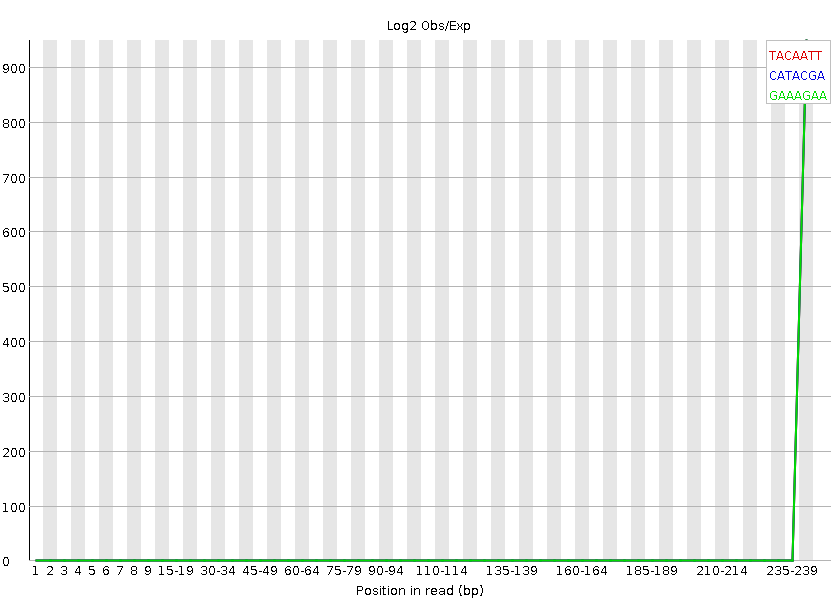 Log2 Obs/Exp
TACAATT
CATACGA
GAAAGAA
900
800
700
600
500
400
300
200
100
0
1 2 3 4 5 6 7 8 9 15-19 30-34 45-49 60-64 75-79 90-94 110-114 135-139 160-164 185-189 210-214 235-239
Position in read (bp)